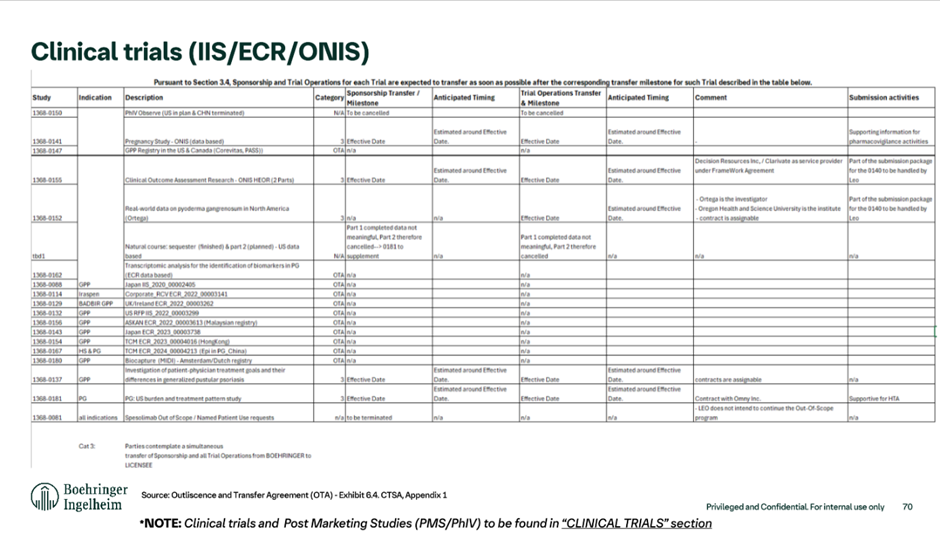 Clinical trials (IIS/ECR/ONIS)
Pursuant to Section 3.4, Sponsorship and Trial Operations for each Trial are expected to transfer as soon as possible after the corresponding transfer milestone for such Trial described in the table below.
Study Indication Description Category Sponsorship Transfer / Milestone Anticipated Timing Trial Operations Transfer & Milestone Anticipated Timing Comment Submission activities
1368-0150 PhIV Observe (US in plan & CHN terminated) N/A To be cancelled To be cancelled
1368-0141 Pregnancy Study - ONIS (data based) 3 Effective Date Estimated around Effective Date. Effective Date Estimated around Effective Date. - Supporting information for pharmacovigilance activities
1368-0147 GPP Registry in the US & Canada (Corevitas, PASS)) OTA n/a n/a
1368-0155 Clinical Outcome Assessment Research - ONIS HEOR (2 Parts) 3 Effective Date Estimated around Effective Date. Effective Date Estimated around Effective Date. Decision Resources Inc, / Clarivate as service provider under FrameWork Agreement Part of the submission package for the 0140 to be handled by Leo
1368-0152 Real-world data on pyoderma gangrenosum in North America (Ortega) 3 n/a n/a Effective Date Estimated around Effective Date. - Ortega is the investigator - Oregon Health and Science University is the institute - contract is assignable Part of the submission package for the 0140 to be handled by Leo
tbd1 Natural course: sequester (finished) & part 2 (planned) - US data based N/A Part 1 completed data not meaningful, Part 2 therefore cancelled--> 0181 to supplement n/a Part 1 completed data not meaningful, Part 2 therefore cancelled n/a n/a n/a
1368-0162 Transcriptomic analysis for the identification of biomarkers in PG (ECR data based) OTA n/a n/a
1368-0088 GPP Japan IIS_2020_00002405 OTA n/a n/a
1368-0114 Iraspen Corporate_RCV ECR_2022_00003141 OTA n/a n/a
1368-0129 BADBIR GPP UK/Ireland ECR_2022_00003262 OTA n/a n/a
1368-0132 GPP US RFP IIS_2022_00003299 OTA n/a n/a
1368-0156 GPP ASKAN ECR_2022_00003613 (Malaysian registry) OTA n/a n/a
1368-0143 GPP Japan ECR_2023_00003738 OTA n/a n/a
1368-0154 GPP TCM ECR_2023_00004016 (HongKong) OTA n/a n/a
1368-0167 HS & PG TCM ECR_2024_00004213 (Epi in PG_China) OTA n/a n/a
1368-0180 GPP Biocapture (MIDI) - Amsterdam/Dutch registry OTA n/a n/a
1368-0137 GPP Investigation of patient-physician treatment goals and their differences in generalized pustular psoriasis 3 Effective Date Estimated around Effective Date. Effective Date Estimated around Effective Date. contracts are assignable n/a
1368-0181 PG PG: US burden and treatment pattern study 3 Effective Date Estimated around Effective Date. Effective Date Estimated around Effective Date. Contract with Omny Inc. Supportive for HTA
1368-0081 all indications Spesolimab Out of Scope / Named Patient Use requests n/a to be terminated n/a n/a n/a - LEO does not intend to continue the Out-Of-Scope program n/a
Cat 3: Parties contemplate a simultaneous
transfer of Sponsorship and all Trial Operations from BOEHRINGER to
LICENSEE
Boehringer
Ingelheim
Source: Outliscence and Transfer Agreement (OTA) - Exhibit 6.4. CTSA, Appendix 1
Privileged and Confidential. For internal use only 70
*NOTE: Clinical trials and Post Marketing Studies (PMS/PhIV) to be found in "CLINICAL TRIALS" section